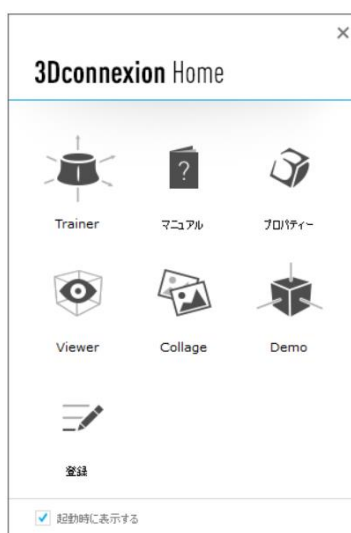 3Dconnexion Home
Trainer マニュアル プロパティー
Viewer Collage Demo
登録
起動時に表示する